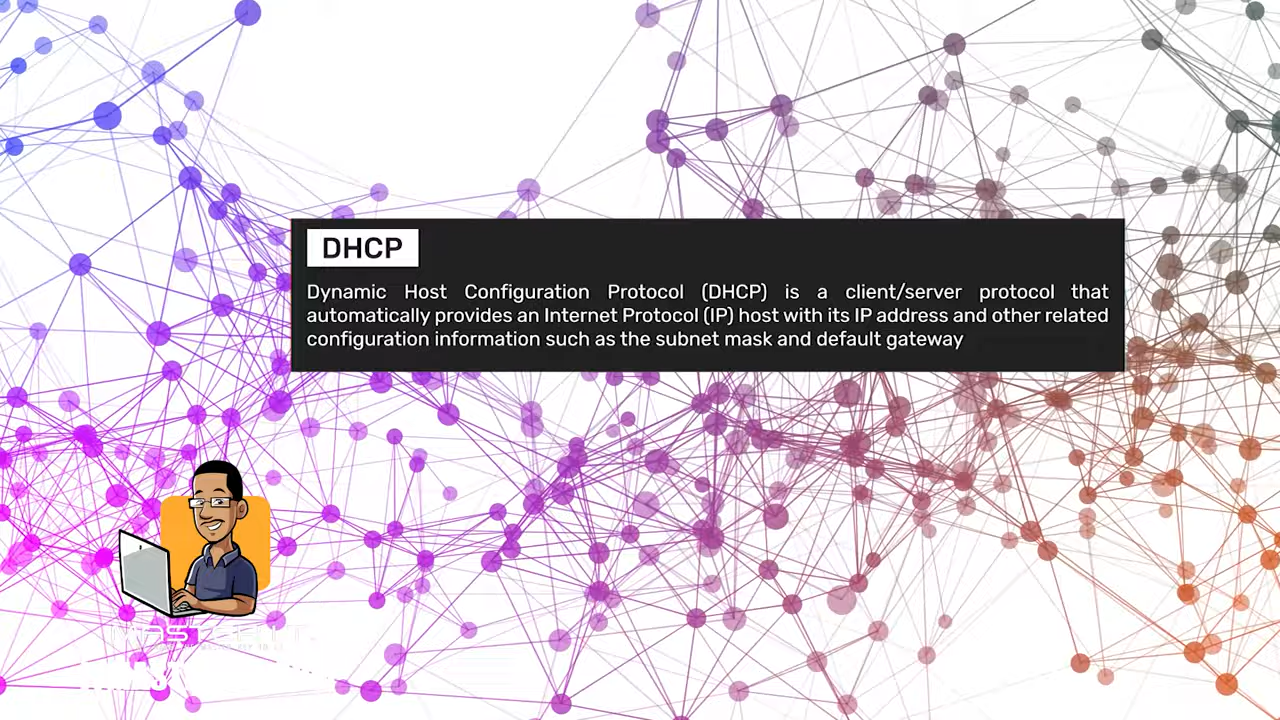 DHCP
Dynamic Host Configuration Protocol (DHCP) is a client/server protocol that
automatically provides an Internet Protocol (IP) host with its IP address and other related
configuration information such as the subnet mask and default gateway